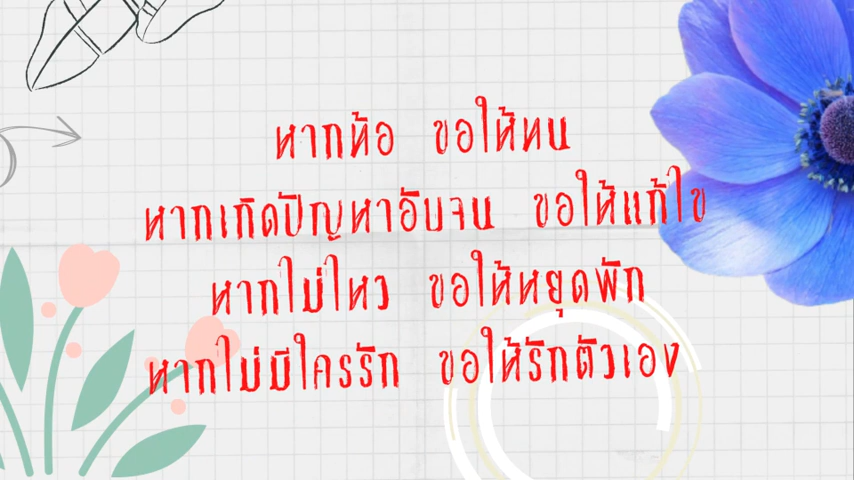 หากท้อ ขอให้ทน
หากเกิดปัญหาอับจน ขอให้แก้ไข
หากไม่ไหว ขอให้หยุดพัก
หากไม่มีใครรัก ขอให้รักตัวเอง